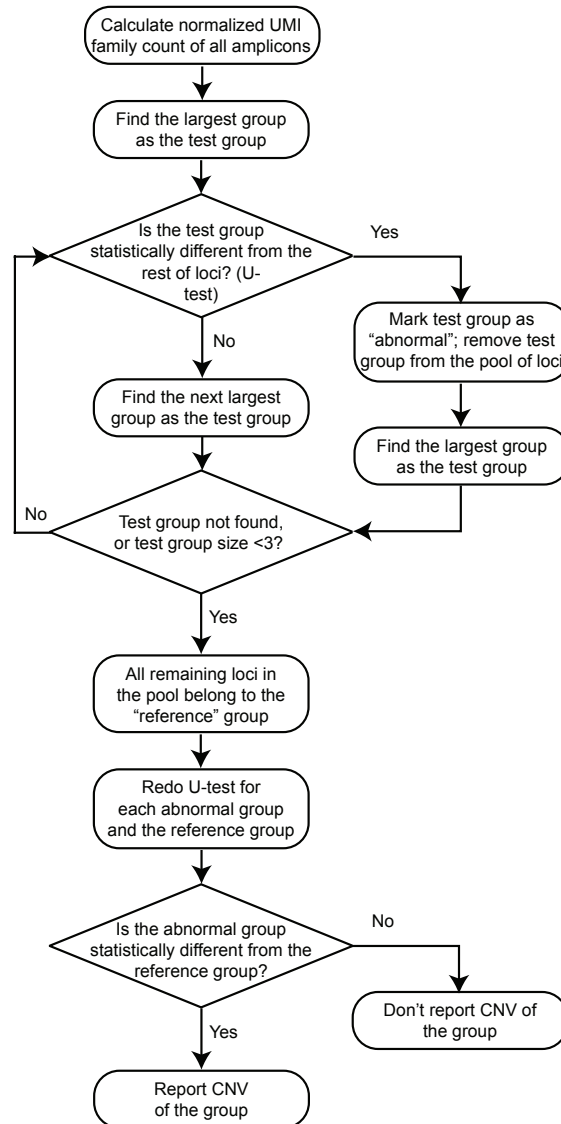 Calculate normalized UMI
family count of all amplicons
Find the largest group
as the test group
Is the test group
statistically different from the
rest of loci? (U-
test)
Yes
No
Mark test group as
“abnormal”; remove test
group from the pool of loci
Find the next largest
group as the test group
Find the largest group
as the test group
No
Test group not found,
or test group size <3?
Yes
All remaining loci in
the pool belong to the
“reference” group
Redo U-test for
each abnormal group
and the reference group
Is the abnormal group
statistically different from the
reference group?
No
Yes
Don’t report CNV of
the group
Report CNV
of the group